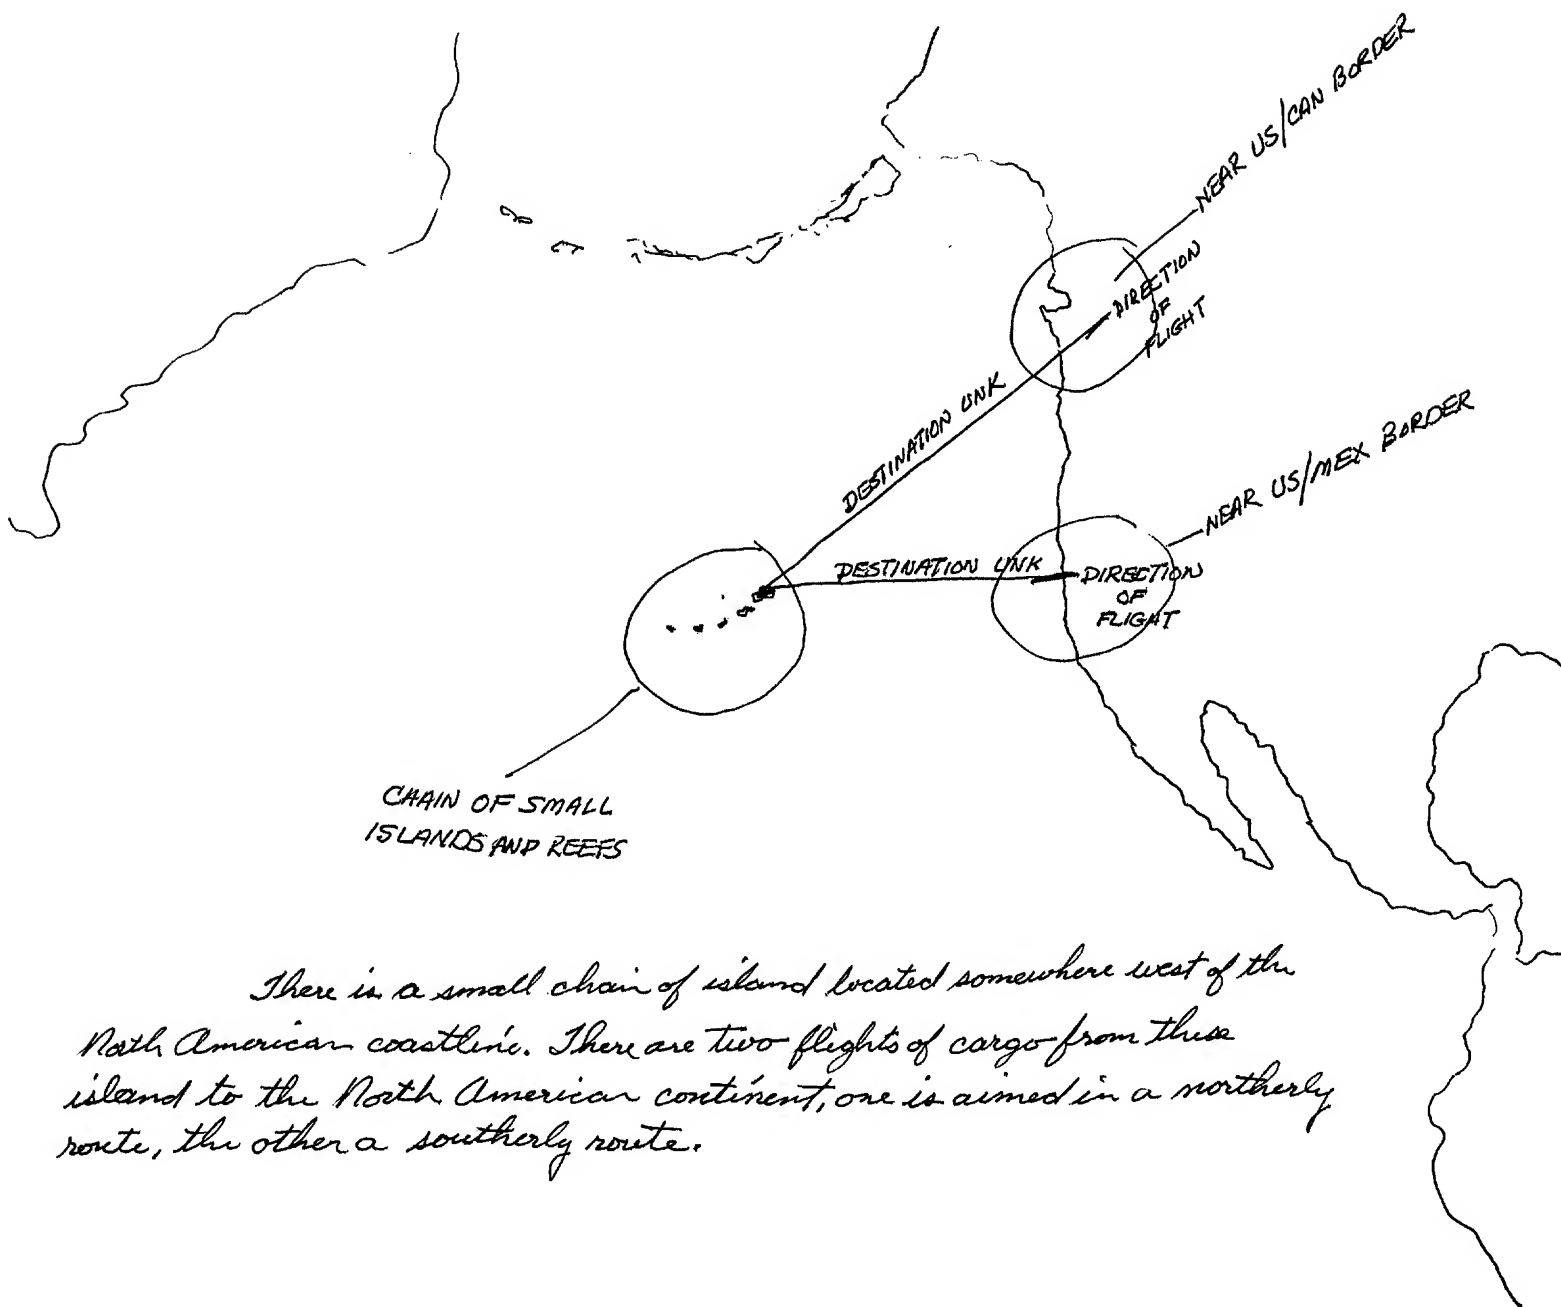 NEAR US/CAN BORDER
DIRECTION
OF
FLIGHT
DESTINATION LINK
NEAR US/MEX BORDER
DESTINATION LINK
DIRECTION
OF
FLIGHT
CHAIN OF SMALL
ISLANDS AND REEFS
There is a small chain of island located somewhere west of the
North American coastline. There are two flights of cargo from these
island to the North American continent, one is aimed in a northerly
route, the other a southerly route.